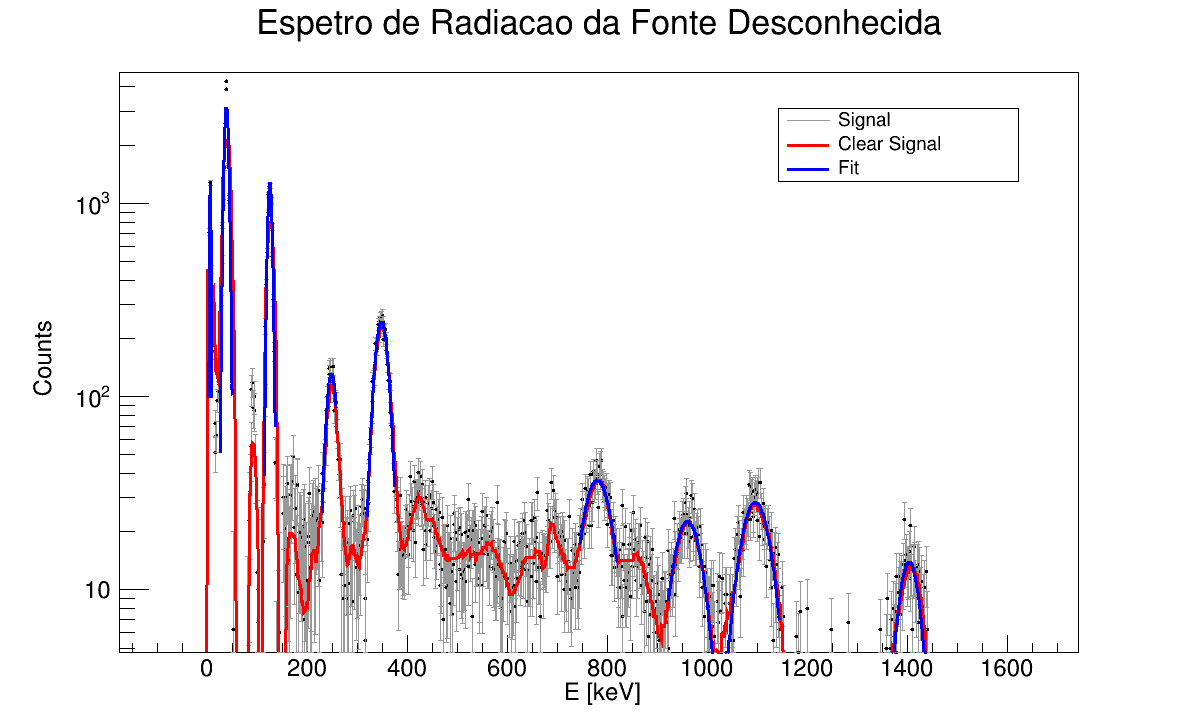 Espetro de Radiacao da Fonte Desconhecida
Signal
Clear Signal
Fit
10³
10²
10
Counts
0 200 400 600 800 1000 1200 1400 1600
E [keV]